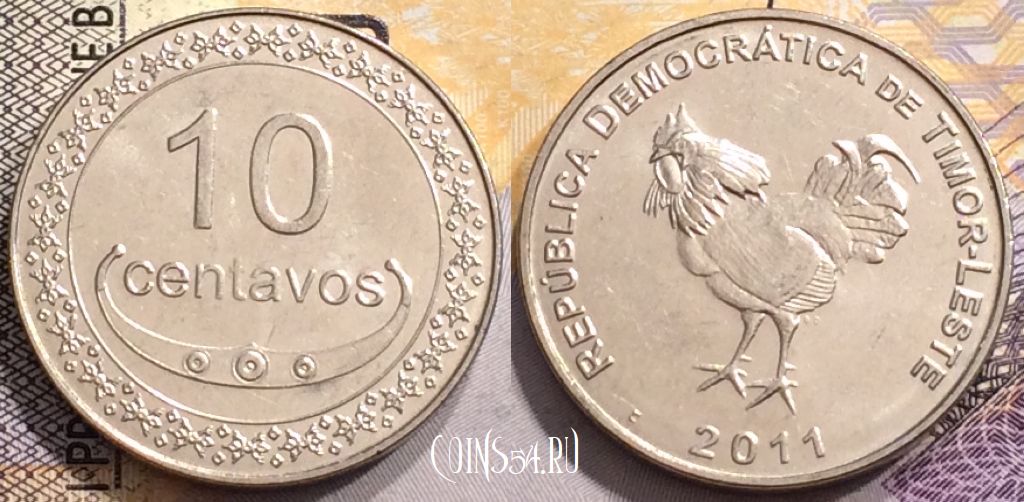 10
centavos
REPÚBLICA DEMOCRÁTICA DE TIMOR-LESTE
2011
COINS54.RU